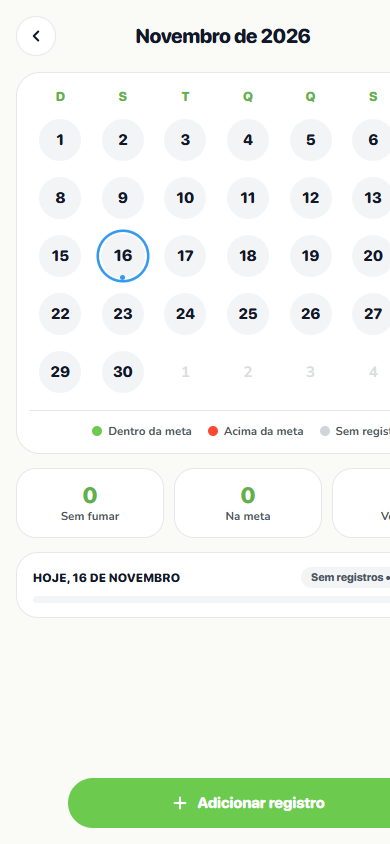 Novembro de 2026
D S T Q Q S
1 2 3 4 5 6
8 9 10 11 12 13
15 16 17 18 19 20
22 23 24 25 26 27
29 30 1 2 3 4
Dentro da meta Acima da meta Sem
0 0
Sem fumar Na meta
HOJE, 16 DE NOVEMBRO Sem registros •
+ Adicionar registro